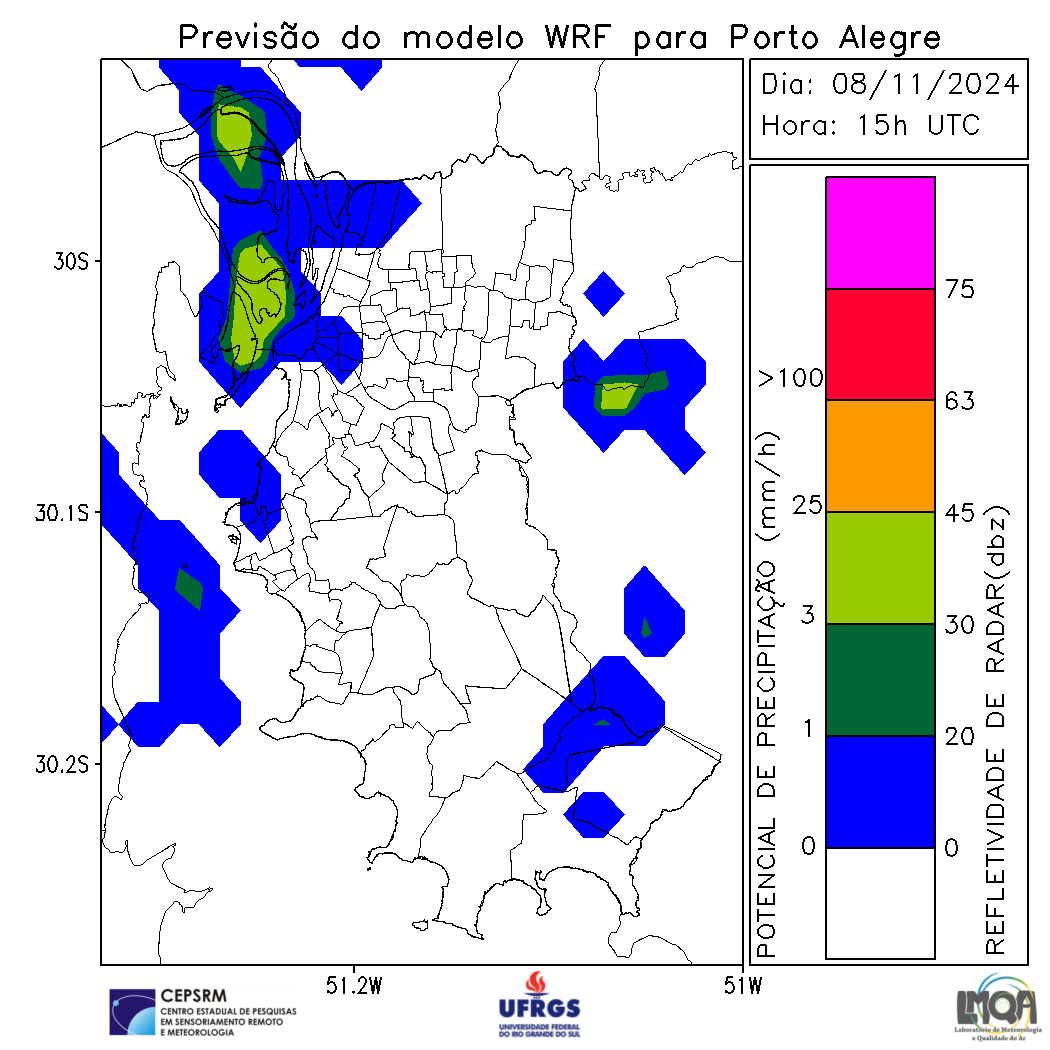 Previsão do modelo WRF para Porto Alegre
Dia: 08/11/2024
Hora: 15h UTC
30S
30.1S
30.2S
51.2W
51W
POTENCIAL DE PRECIPITAÇÃO (mm/h)
>100
25
3
1
0
75
63
45
30
20
0
REFLETIVIDADE DE RADAR(dbz)
CEPSRM
CENTRO ESTADUAL DE PESQUISAS
EM SENSORIAMENTO REMOTO
E METEOROLOGIA
UFRGS
UNIVERSIDADE FEDERAL
DO RIO GRANDE DO SUL
LMQA
Laboratório de Meteorologia
e Qualidade do Ar